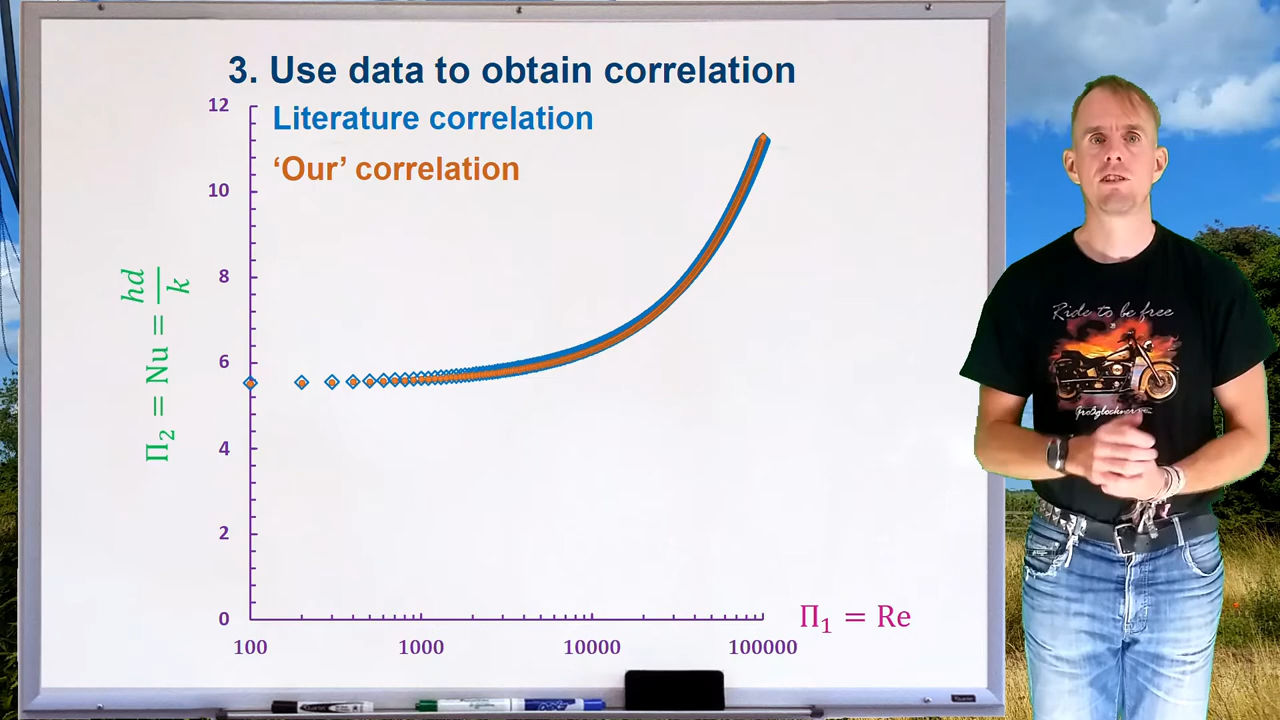 3. Use data to obtain correlation
Literature correlation
‘Our’ correlation
12
10
8
6
4
2
0
100
1000
10000
100000
Π₂ = Nu = hd/k
Π₁ = Re
Ride to be free
Großglockner